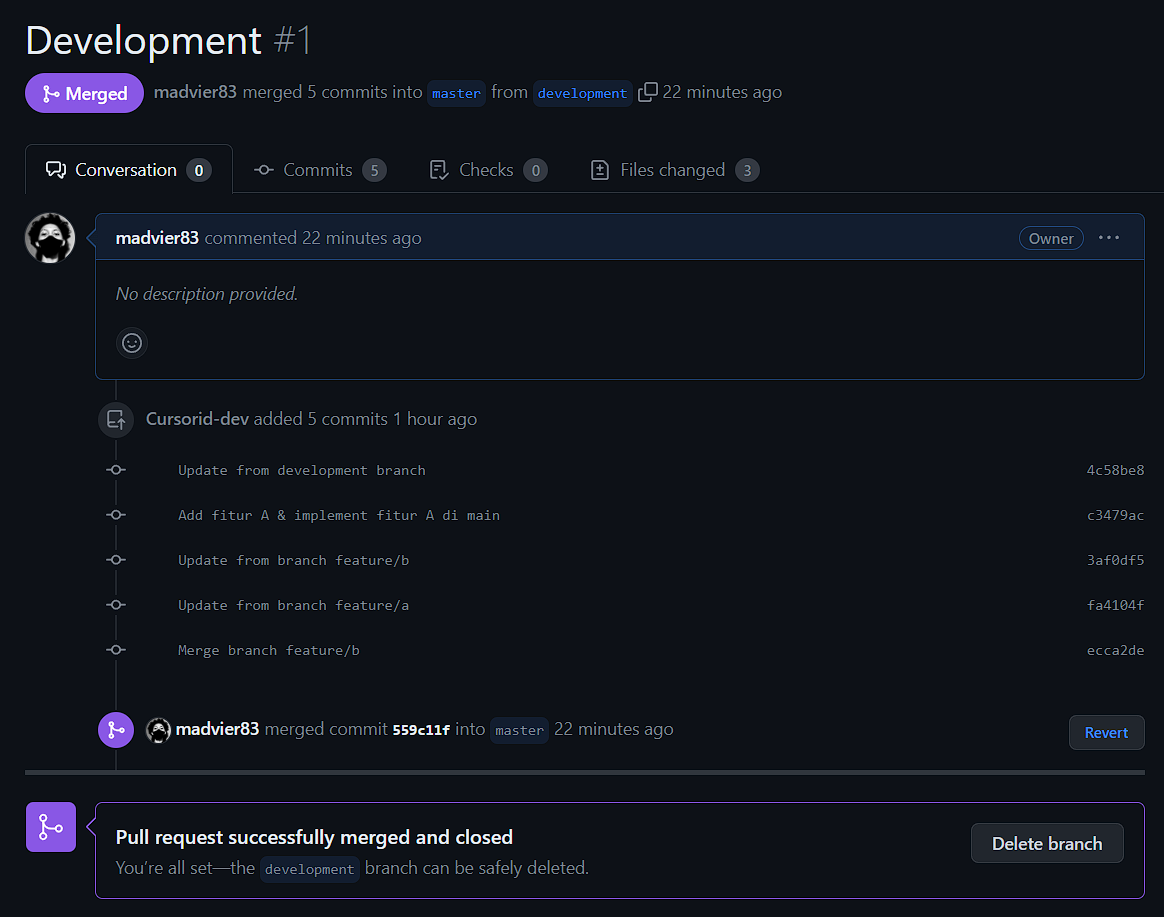 Development #1
Merged madvier83 merged 5 commits into master from development 22 minutes ago
Conversation 0 Commits 5 Checks 0 Files changed 3
madvier83 commented 22 minutes ago Owner ···
No description provided.
Cursorid-dev added 5 commits 1 hour ago
Update from development branch 4c58be8
Add fitur A & implement fitur A di main c3479ac
Update from branch feature/b 3af0df5
Update from branch feature/a fa4104f
Merge branch feature/b ecca2de
madvier83 merged commit 559c11f into master 22 minutes ago Revert
Pull request successfully merged and closed
You’re all set—the development branch can be safely deleted. Delete branch